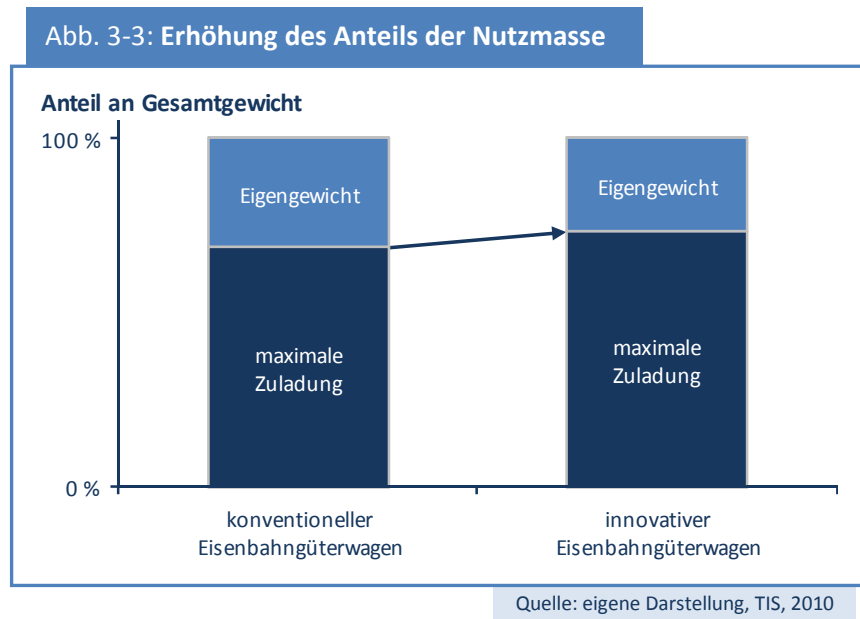 Abb. 3-3: Erhöhung des Anteils der Nutzmasse
Anteil an Gesamtgewicht
100 %
Eigengewicht
Eigengewicht
maximale
Zuladung
maximale
Zuladung
0 %
konventioneller
Eisenbahngüterwagen
innovativer
Eisenbahngüterwagen
Quelle: eigene Darstellung, TIS, 2010